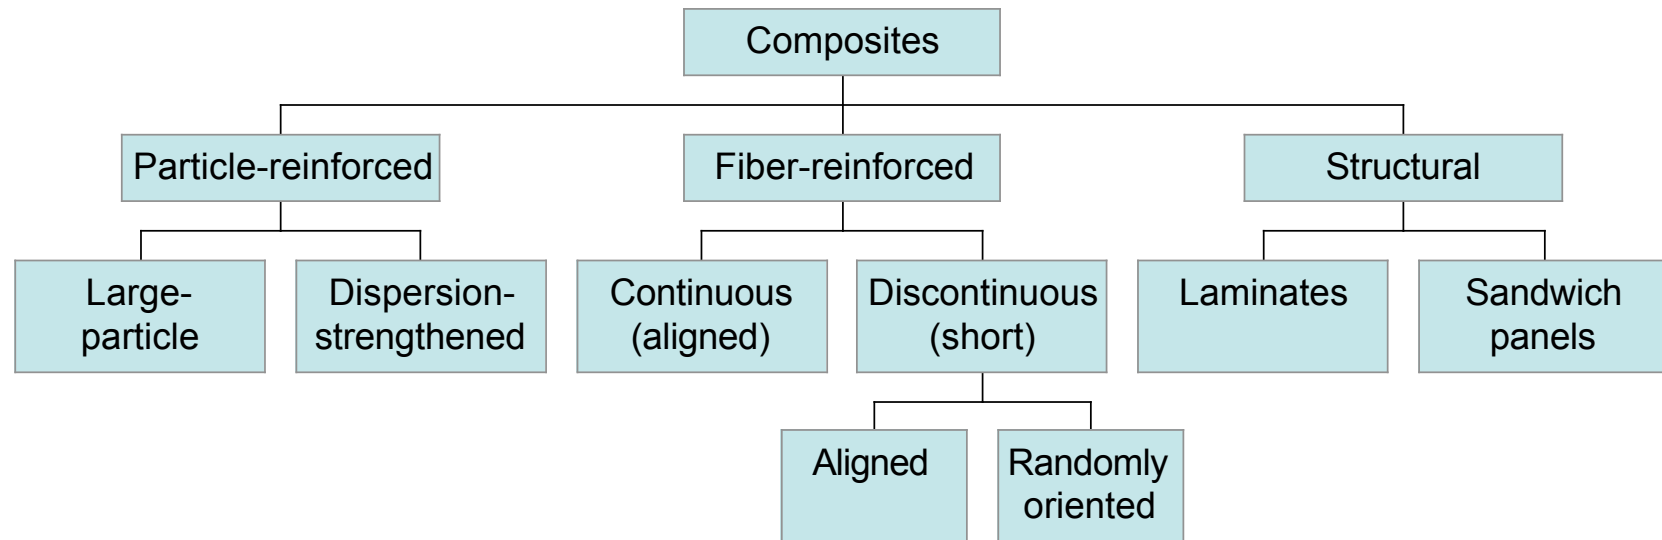 Composites
Particle-reinforced
Fiber-reinforced
Structural
Large-
particle
Dispersion-
strengthened
Continuous
(aligned)
Discontinuous
(short)
Laminates
Sandwich
panels
Aligned
Randomly
oriented